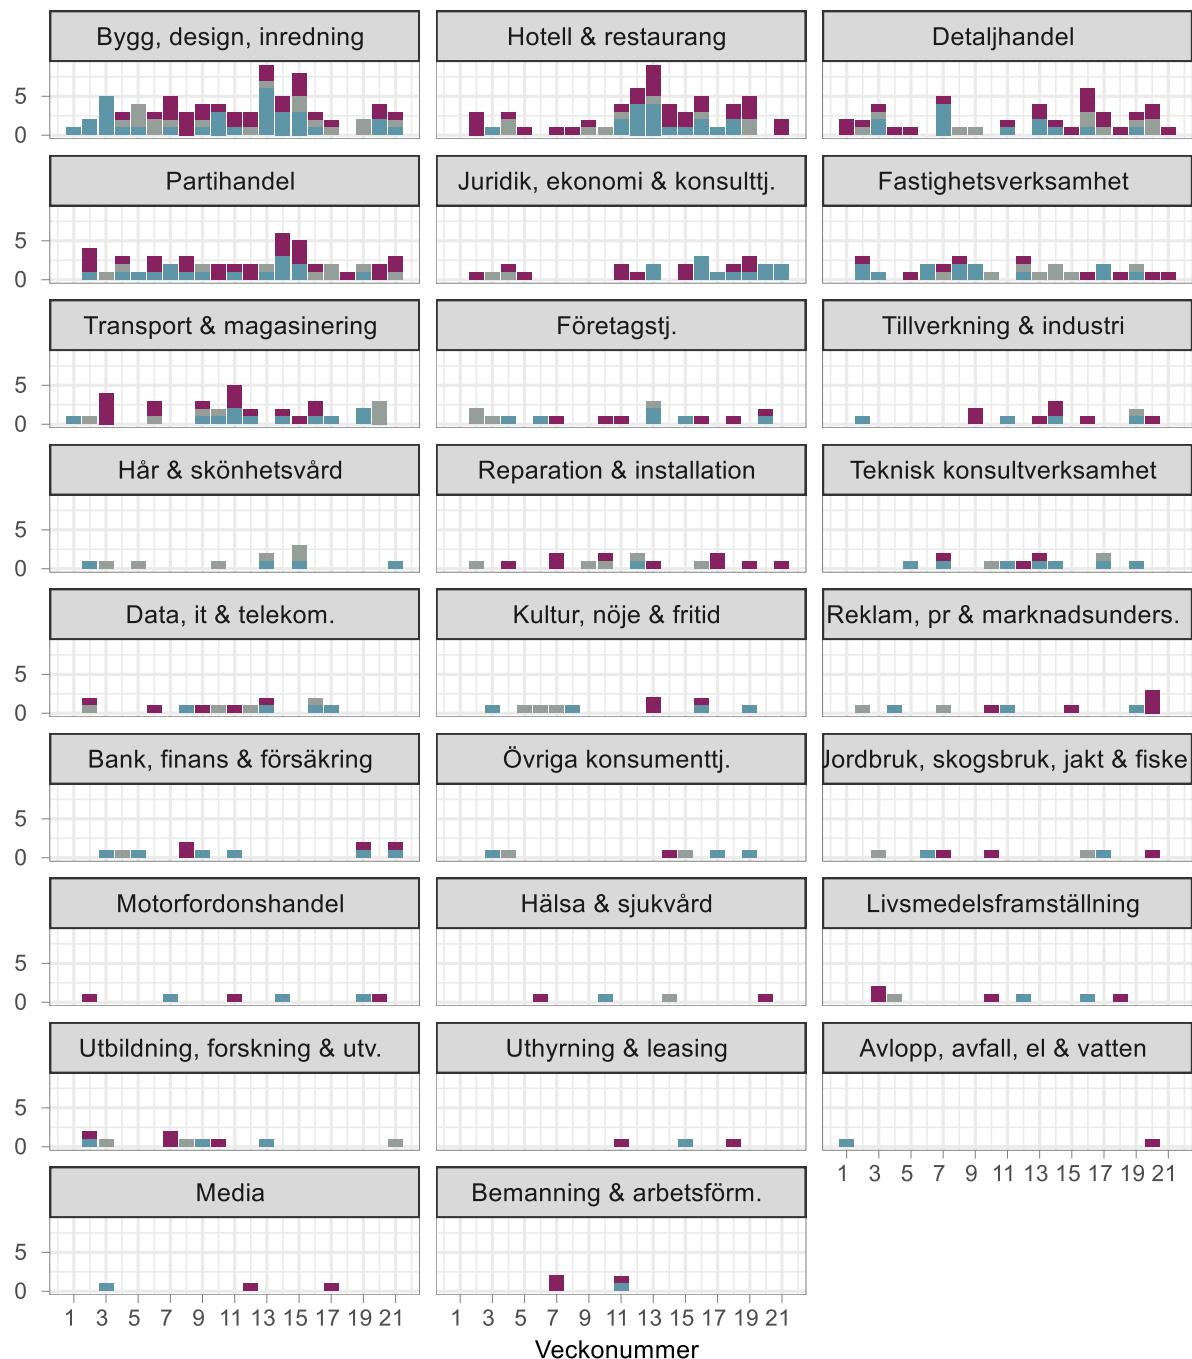 Bygg, design, inredning
Hotell & restaurang
Detaljhandel
5
0
Partihandel
Juridik, ekonomi & konsulttj.
Fastighetsverksamhet
5
0
Transport & magasinering
Företagstj.
Tillverkning & industri
5
0
Hår & skönhetsvård
Reparation & installation
Teknisk konsultverksamhet
5
0
Data, it & telekom.
Kultur, nöje & fritid
Reklam, pr & marknadsunders.
5
0
Bank, finans & försäkring
Övriga konsumenttj.
Jordbruk, skogsbruk, jakt & fiske
5
0
Motorfordonshandel
Hälsa & sjukvård
Livsmedelsframställning
5
0
Utbildning, forskning & utv.
Uthyrning & leasing
Avlopp, avfall, el & vatten
5
0
1 3 5 7 9 11 13 15 17 19 21
Media
Bemanning & arbetsförm.
5
0
1 3 5 7 9 11 13 15 17 19 21
1 3 5 7 9 11 13 15 17 19 21
Veckonummer